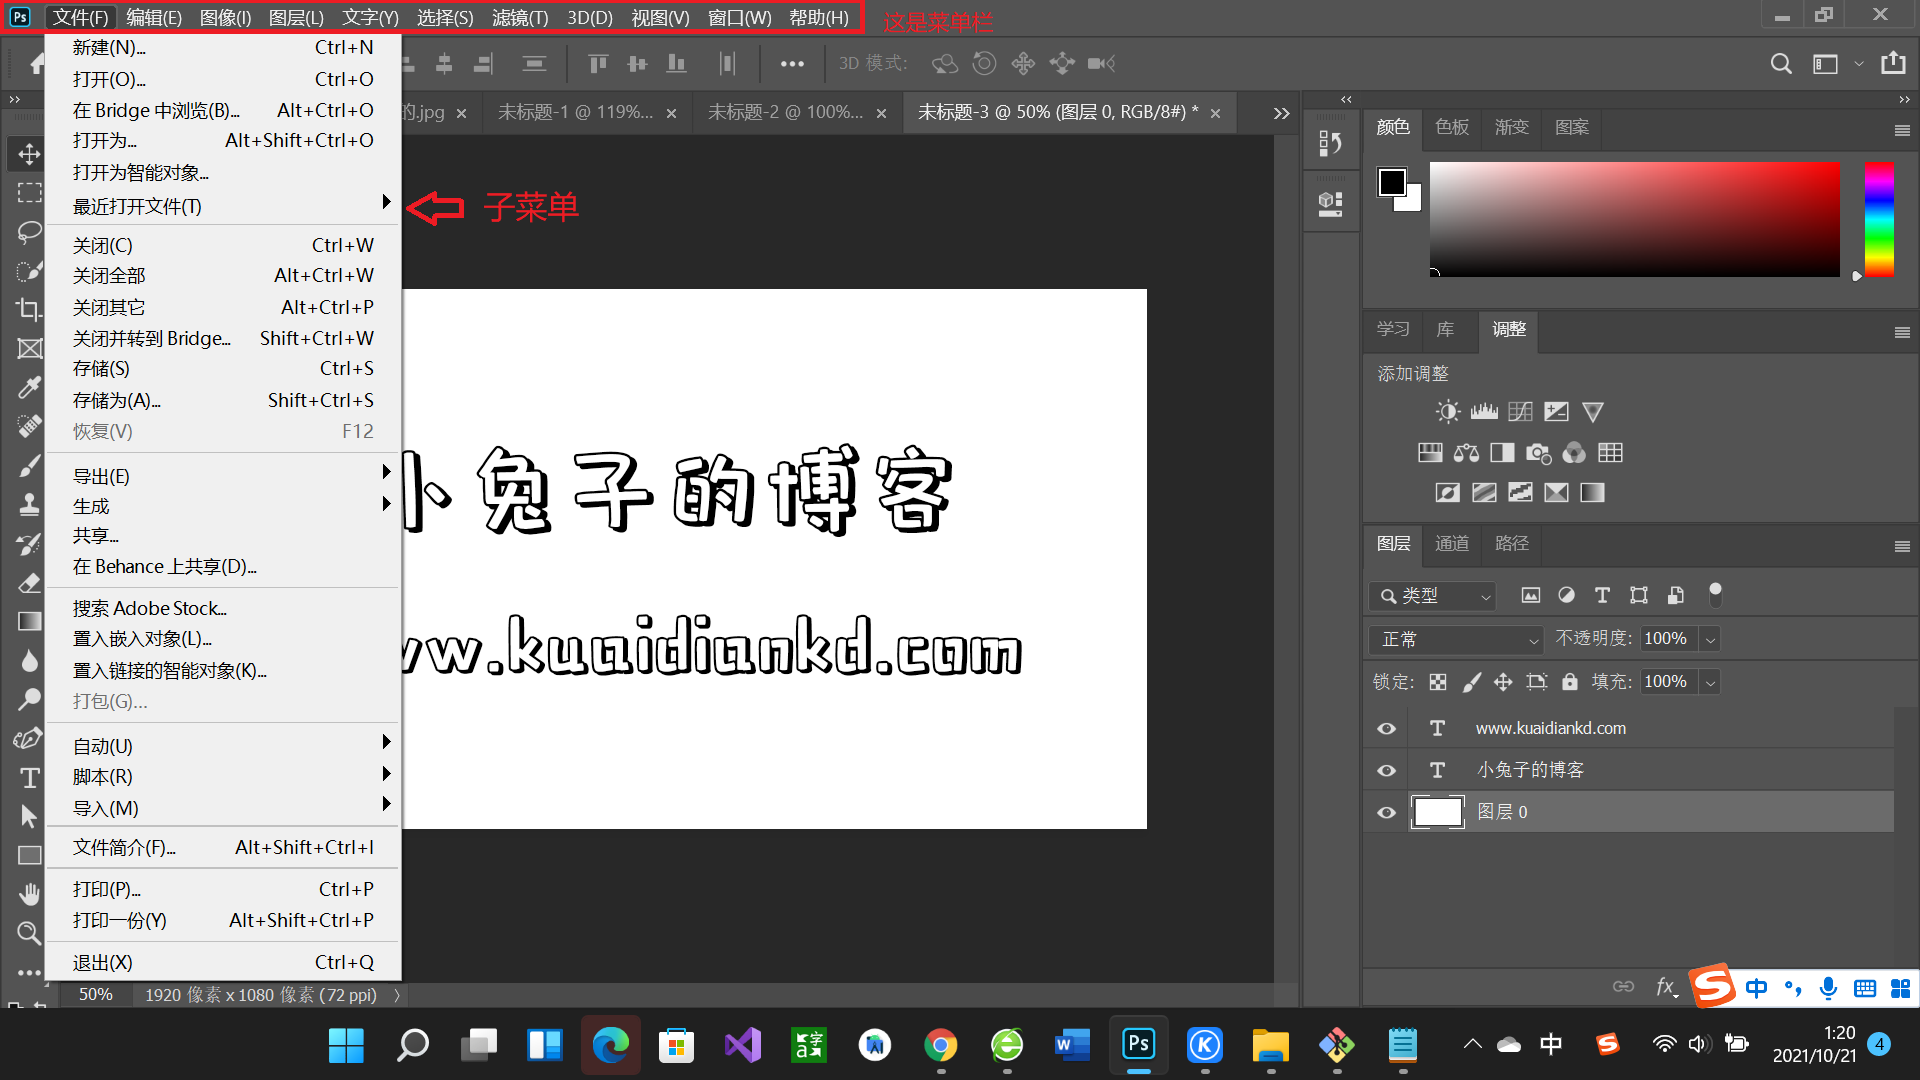 Ps 文件(F) 编辑(E) 图像(I) 图层(L) 文字(Y) 选择(S) 滤镜(T) 3D(D) 视图(V) 窗口(W) 帮助(H) 这是菜单栏
3D 模式:
的.jpg × 未标题-1 @ 119%... × 未标题-2 @ 100%... × 未标题-3 @ 50% (图层 0, RGB/8#) * ×
新建(N)... Ctrl+N
打开(O)... Ctrl+O
在 Bridge 中浏览(B)... Alt+Ctrl+O
打开为... Alt+Shift+Ctrl+O
打开为智能对象...
最近打开文件(T)
子菜单
关闭(C) Ctrl+W
关闭全部 Alt+Ctrl+W
关闭其它 Alt+Ctrl+P
关闭并转到 Bridge... Shift+Ctrl+W
存储(S) Ctrl+S
存储为(A)... Shift+Ctrl+S
恢复(V) F12
导出(E)
生成
共享...
在 Behance 上共享(D)...
搜索 Adobe Stock...
置入嵌入对象(L)...
置入链接的智能对象(K)...
打包(G)...
自动(U)
脚本(R)
导入(M)
文件简介(F)... Alt+Shift+Ctrl+I
打印(P)... Ctrl+P
打印一份(Y) Alt+Shift+Ctrl+P
退出(X) Ctrl+Q
小兔子的博客
ww.kuaidiankd.com
50% 1920 像素 x 1080 像素 (72 ppi)
颜色 色板 渐变 图案
学习 库 调整
添加调整
图层 通道 路径
类型
正常 不透明度: 100%
锁定: 填充: 100%
www.kuaidiankd.com
小兔子的博客
图层 0
fx
中
中
1:20
2021/10/21
4